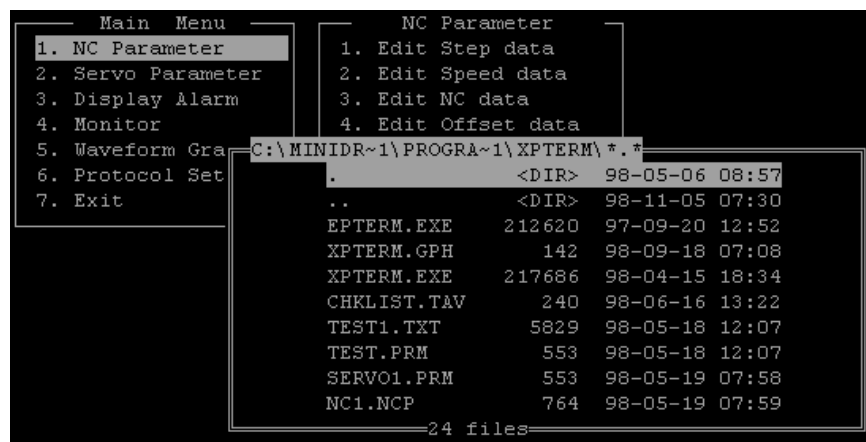 Main Menu
1. NC Parameter
2. Servo Parameter
3. Display Alarm
4. Monitor
5. Waveform Gra
6. Protocol Set
7. Exit
NC Parameter
1. Edit Step data
2. Edit Speed data
3. Edit NC data
4. Edit Offset data
C:\MINIDR~1\PROGRA~1\XPTERM\*.*
. <DIR> 98-05-06 08:57
.. <DIR> 98-11-05 07:30
EPTERM.EXE 212620 97-09-20 12:52
XPTERM.GPH 142 98-09-18 07:08
XPTERM.EXE 217686 98-04-15 18:34
CHKLIST.TAV 240 98-06-16 13:22
TEST1.TXT 5829 98-05-18 12:07
TEST.PRM 553 98-05-18 12:07
SERVO1.PRM 553 98-05-19 07:58
NC1.NCP 764 98-05-19 07:59
24 files